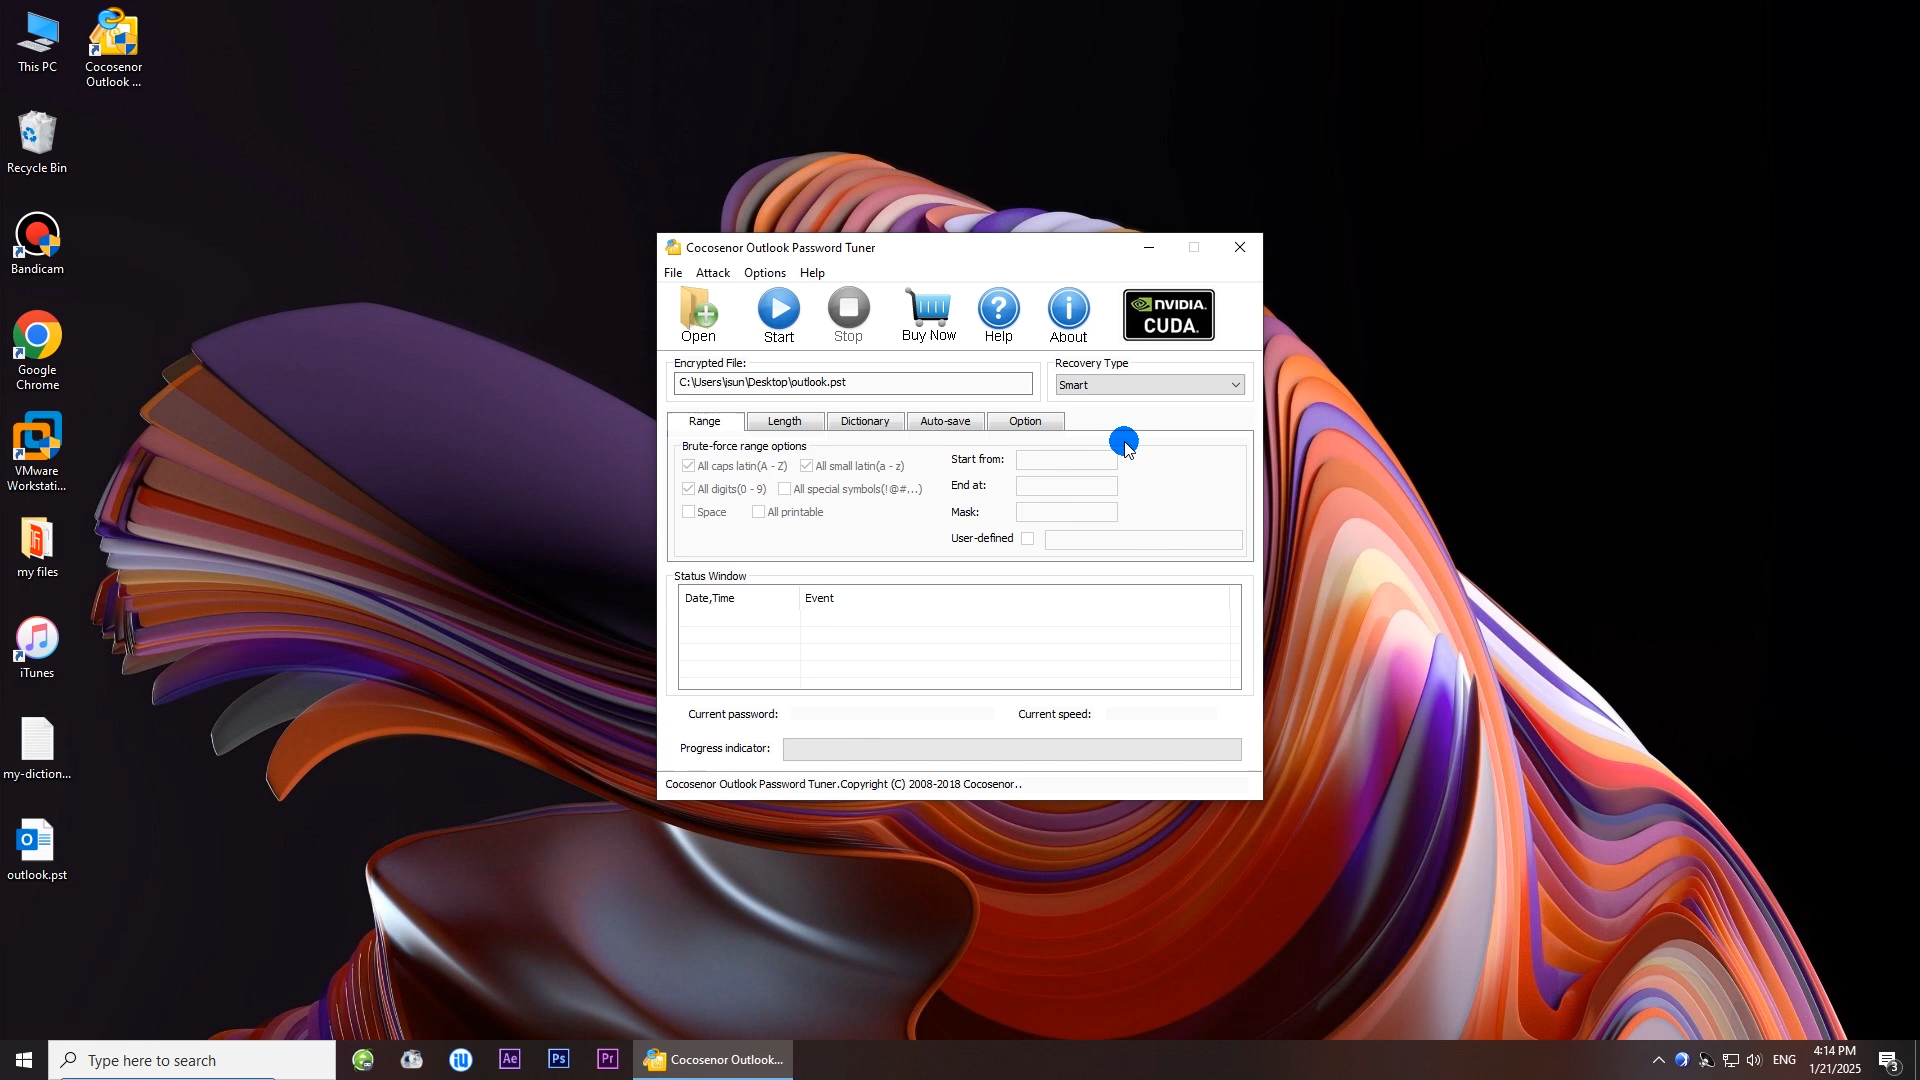 This PC
Cocosenor
Outlook ...
Recycle Bin
Bandicam
Google
Chrome
VMware
Workstati...
my files
iTunes
my-diction...
outlook.pst
Cocosenor Outlook Password Tuner
File Attack Options Help
Open Start Stop Buy Now Help About
NVIDIA.
CUDA.
Encrypted File:
C:\Users\isun\Desktop\outlook.pst
Recovery Type
Smart
Range Length Dictionary Auto-save Option
Brute-force range options
All caps latin(A - Z) All small latin(a - z)
All digits(0 - 9) All special symbols(!@#...)
Space All printable
Start from:
End at:
Mask:
User-defined
Status Window
Date,Time Event
Current password: Current speed:
Progress indicator:
Cocosenor Outlook Password Tuner.Copyright (C) 2008-2018 Cocosenor..
Type here to search
iU
Ae
Ps
Pr
Cocosenor Outlook...
ENG
4:14 PM
1/21/2025
3